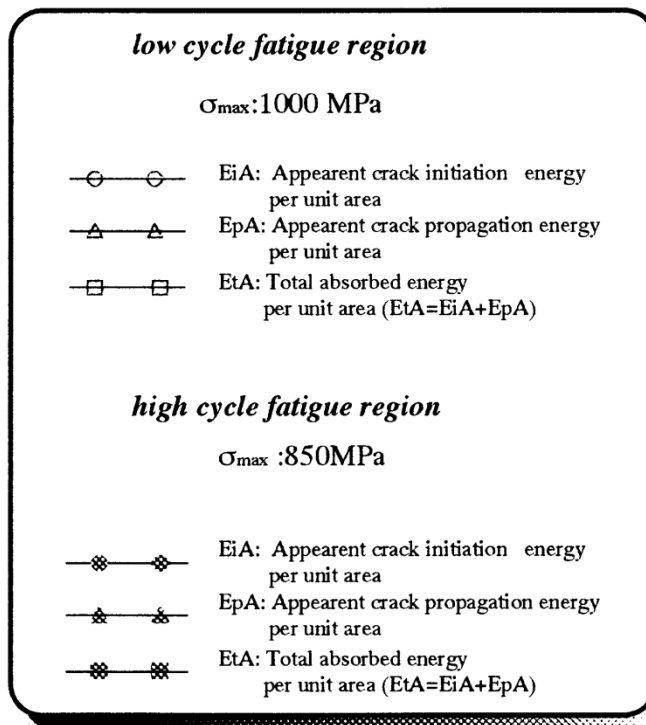 low cycle fatigue region
σmax:1000 MPa
EiA: Appearent crack initiation energy
per unit area
EpA: Appearent crack propagation energy
per unit area
EtA: Total absorbed energy
per unit area (EtA=EiA+EpA)
high cycle fatigue region
σmax :850MPa
EiA: Appearent crack initiation energy
per unit area
EpA: Appearent crack propagation energy
per unit area
EtA: Total absorbed energy
per unit area (EtA=EiA+EpA)